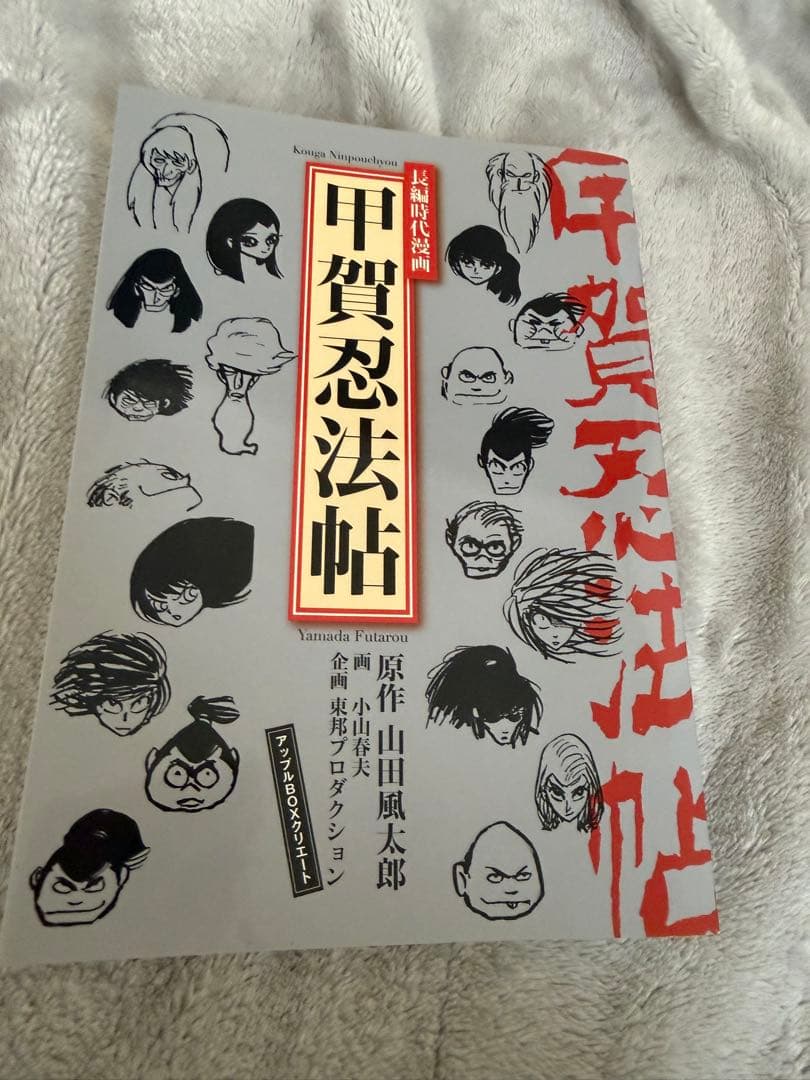 Kouga Ninpouchyou
長編時代漫画
甲賀忍法帖
Yamada Futarou
原作 山田風太郎
画 小山春夫
企画 東邦プロダクション
アップルBOXクリエート
甲賀忍法帖